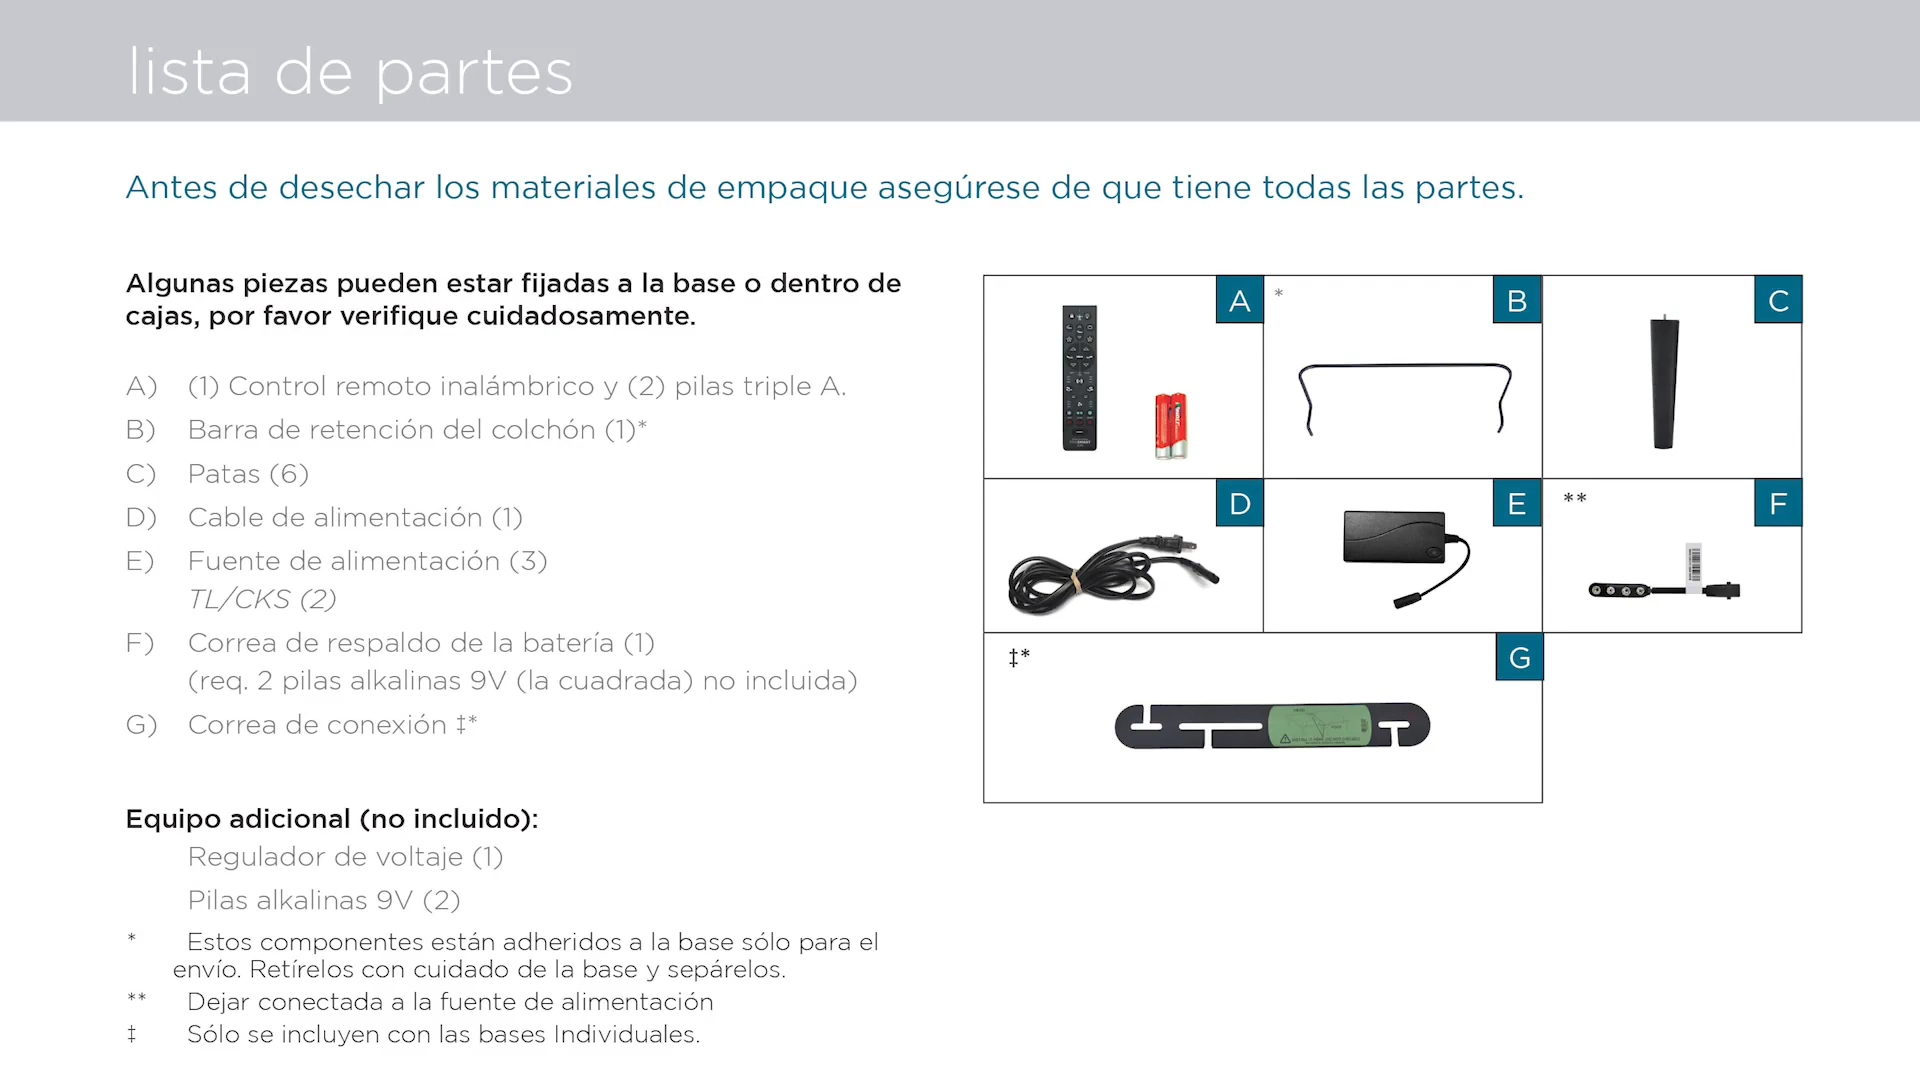 lista de partes
Antes de desechar los materiales de empaque asegúrese de que tiene todas las partes.
Algunas piezas pueden estar fijadas a la base o dentro de
cajas, por favor verifique cuidadosamente.
A) (1) Control remoto inalámbrico y (2) pilas triple A.
B) Barra de retención del colchón (1)*
C) Patas (6)
D) Cable de alimentación (1)
E) Fuente de alimentación (3)
TL/CKS (2)
F) Correa de respaldo de la batería (1)
(req. 2 pilas alkalinas 9V (la cuadrada) no incluida)
G) Correa de conexión ‡*
Equipo adicional (no incluido):
Regulador de voltaje (1)
Pilas alkalinas 9V (2)
* Estos componentes están adheridos a la base sólo para el
envío. Retírelos con cuidado de la base y sepárelos.
** Dejar conectada a la fuente de alimentación
‡ Sólo se incluyen con las bases Individuales.
A
* B
C
D
E
** F
‡* G